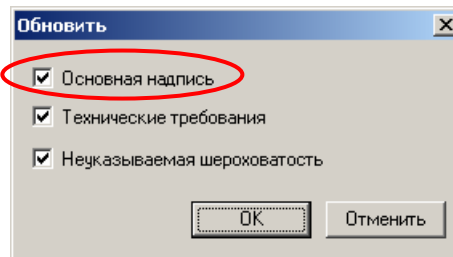 Обновить
Основная надпись
Технические требования
Неуказываемая шероховатость
OK
Отменить